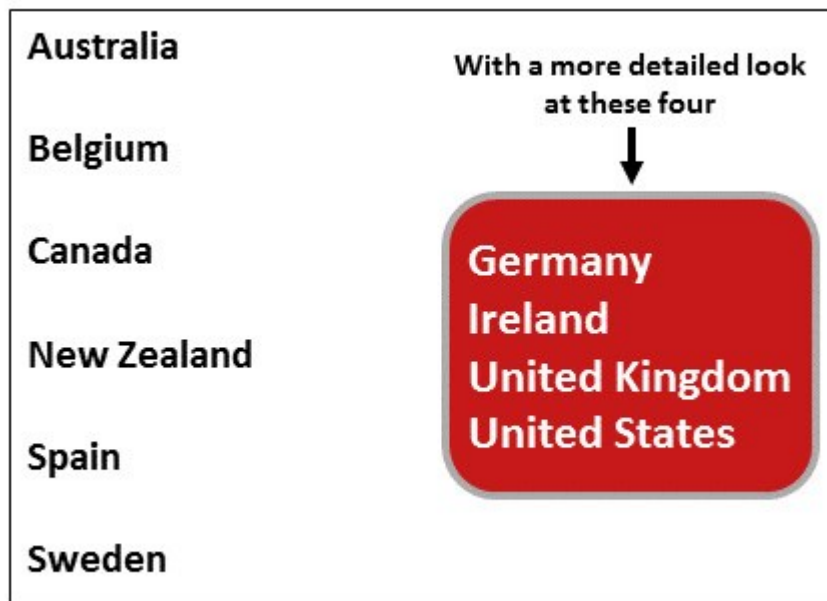 Australia
Belgium
Canada
New Zealand
Spain
Sweden
With a more detailed look
at these four
Germany
Ireland
United Kingdom
United States